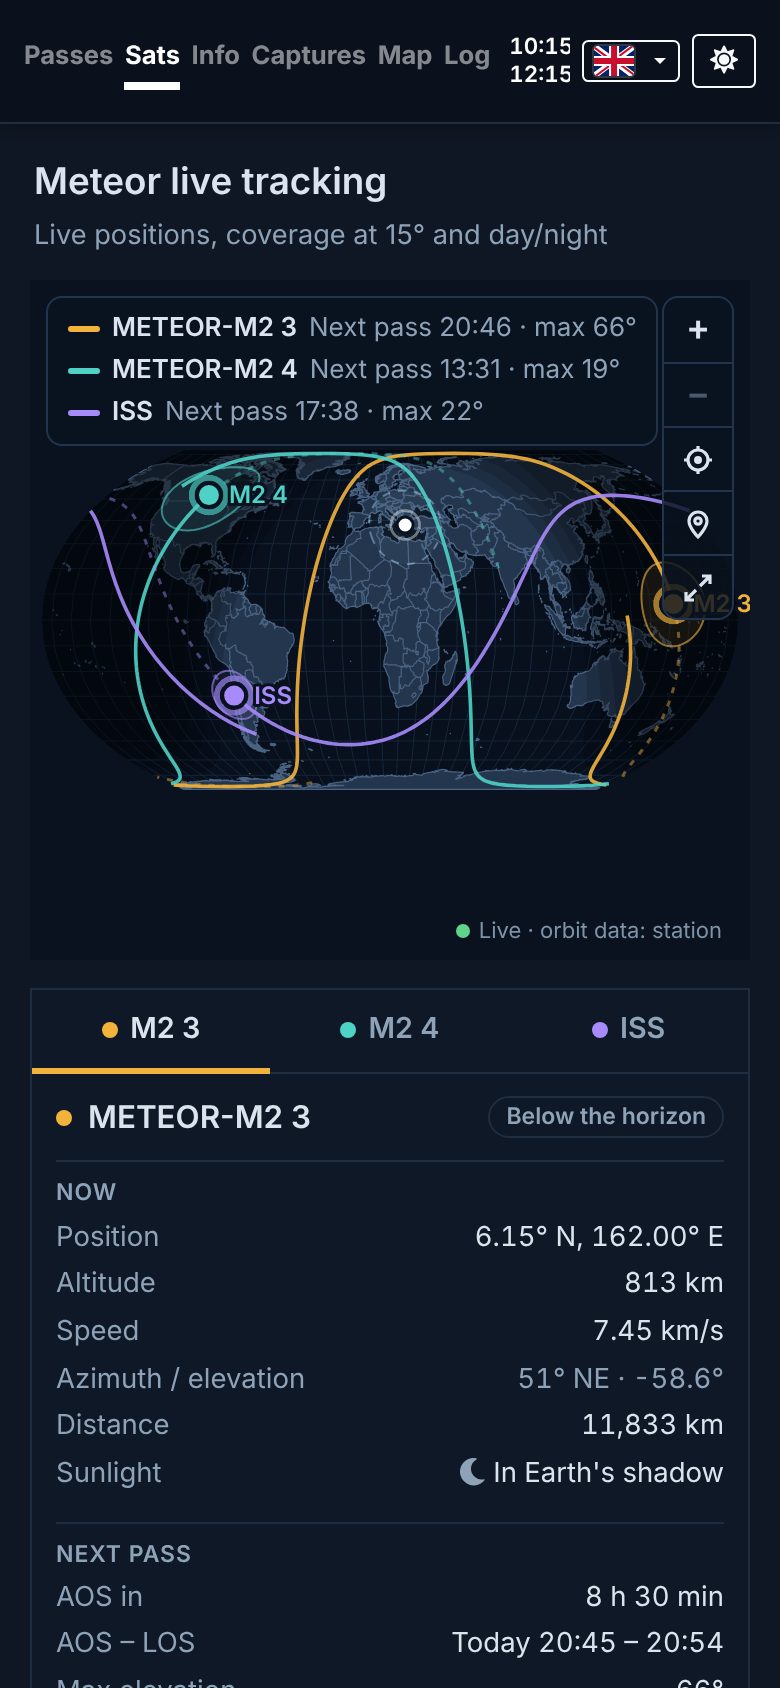 Passes Sats Info Captures Map Log 10:15
12:15
Meteor live tracking
Live positions, coverage at 15° and day/night
METEOR-M2 3 Next pass 20:46 · max 66°
METEOR-M2 4 Next pass 13:31 · max 19°
ISS Next pass 17:38 · max 22°
+
−
M2 4
M2 3
ISS
Live · orbit data: station
M2 3 M2 4 ISS
METEOR-M2 3 Below the horizon
NOW
Position 6.15° N, 162.00° E
Altitude 813 km
Speed 7.45 km/s
Azimuth / elevation 51° NE · -58.6°
Distance 11,833 km
Sunlight In Earth's shadow
NEXT PASS
AOS in 8 h 30 min
AOS – LOS Today 20:45 – 20:54
Max elevation 66°